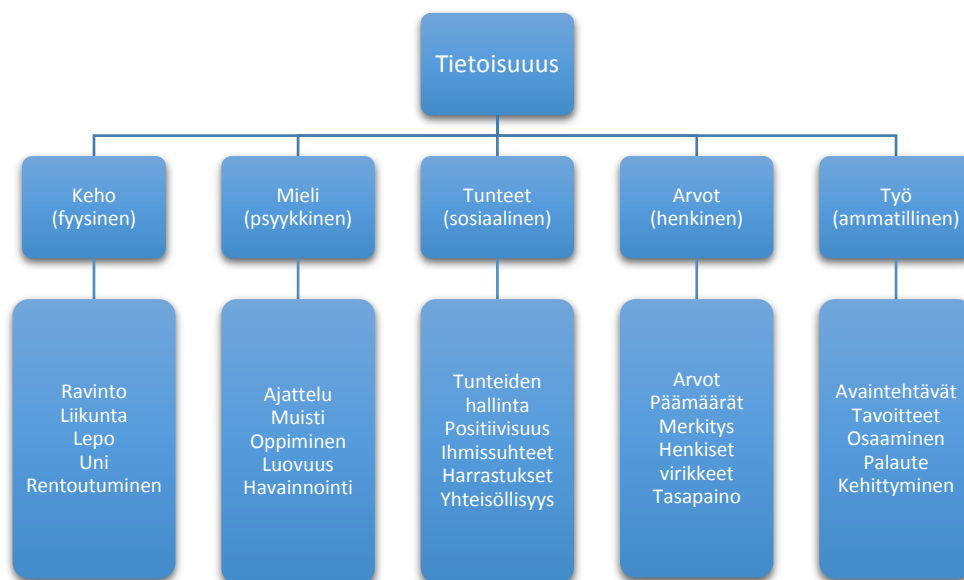 Tietoisuuus
Keho
(fyysinen)
Mieli
(psyykkinen)
Tunteet
(sosiaalinen)
Arvot
(henkinen)
Työ
(ammatillinen)
Ravinto
Liikunta
Lepo
Uni
Rentoutuminen
Ajattelu
Muisti
Oppiminen
Luovuus
Havainnointi
Tunteiden
hallinta
Positiivisuus
Ihmissuhteet
Harrastukset
Yhteisöllisyys
Arvot
Päämäärät
Merkitys
Henkiset
virikkeet
Tasapaino
Avaintehtävät
Tavoitteet
Osaaminen
Palaute
Kehittyminen